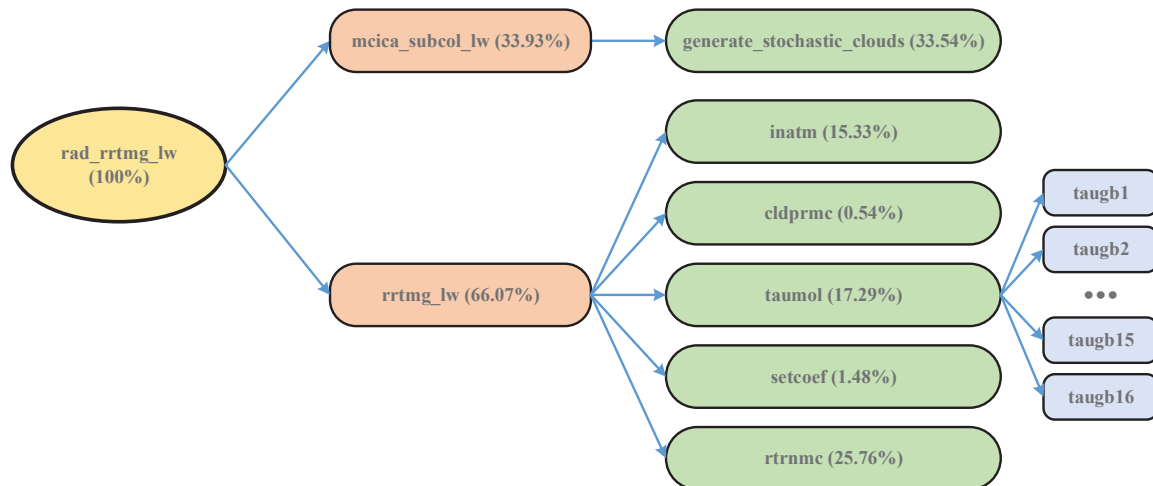 mcica_subcol_lw (33.93%)
generate_stochastic_clouds (33.54%)
rad_rrtmg_lw
(100%)
inatm (15.33%)
cldprmc (0.54%)
taugb1
taugb2
rrtmg_lw (66.07%)
taumol (17.29%)
•••
taugb15
setcoef (1.48%)
taugb16
rtrnmc (25.76%)